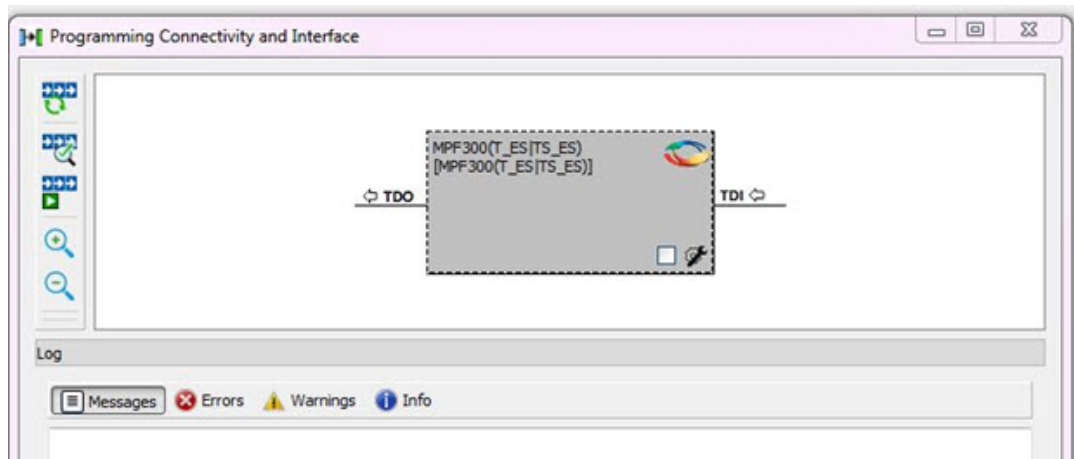 Programming Connectivity and Interface
MPF300(T_ES|TS_ES)
[MPF300(T_ES|TS_ES)]
TDO
TDI
Log
Messages Errors Warnings Info